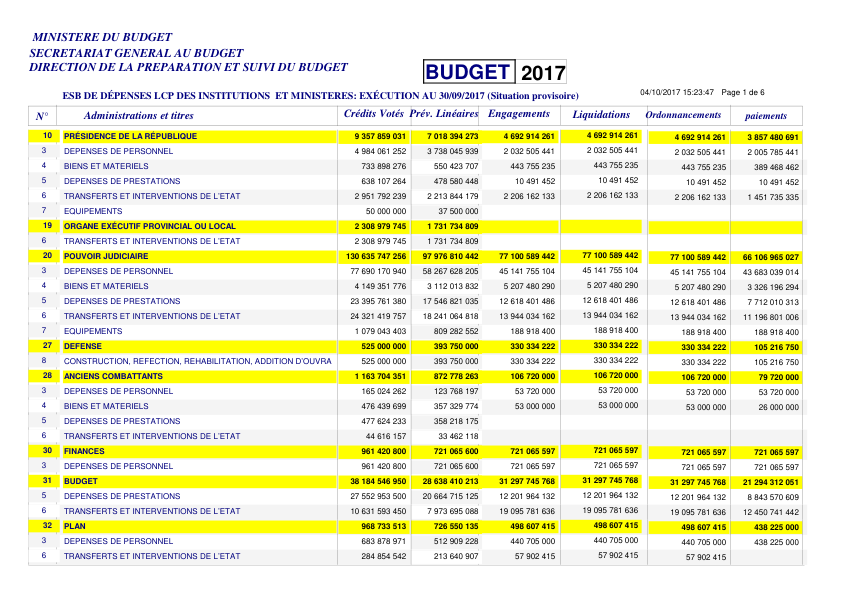 MINISTERE DU BUDGET
SECRETARIAT GENERAL AU BUDGET
DIRECTION DE LA PREPARATION ET SUIVI DU BUDGET
BUDGET 2017
ESB DE DÉPENSES LCP DES INSTITUTIONS ET MINISTERES: EXÉCUTION AU 30/09/2017 (Situation provisoire)
04/10/2017 15:23:47 Page 1 de 6
N° Administrations et titres Crédits Votés Prév. Linéaires Engagements Liquidations Ordonnancements paiements
10 PRÉSIDENCE DE LA RÉPUBLIQUE 9 357 859 031 7 018 394 273 4 692 914 261 4 692 914 261 4 692 914 261 3 857 480 691
3 DEPENSES DE PERSONNEL 4 984 061 252 3 738 045 939 2 032 505 441 2 032 505 441 2 032 505 441 2 005 785 441
4 BIENS ET MATERIELS 733 898 276 550 423 707 443 755 235 443 755 235 443 755 235 389 468 462
5 DEPENSES DE PRESTATIONS 638 107 264 478 580 448 10 491 452 10 491 452 10 491 452 10 491 452
6 TRANSFERTS ET INTERVENTIONS DE L'ETAT 2 951 792 239 2 213 844 179 2 206 162 133 2 206 162 133 2 206 162 133 1 451 735 335
7 EQUIPEMENTS 50 000 000 37 500 000
19 ORGANE EXÉCUTIF PROVINCIAL OU LOCAL 2 308 979 745 1 731 734 809
6 TRANSFERTS ET INTERVENTIONS DE L'ETAT 2 308 979 745 1 731 734 809
20 POUVOIR JUDICIAIRE 130 635 747 256 97 976 810 442 77 100 589 442 77 100 589 442 77 100 589 442 66 106 965 027
3 DEPENSES DE PERSONNEL 77 690 170 940 58 267 628 205 45 141 755 104 45 141 755 104 45 141 755 104 43 683 039 014
4 BIENS ET MATERIELS 4 149 351 776 3 112 013 832 5 207 480 290 5 207 480 290 5 207 480 290 3 326 196 294
5 DEPENSES DE PRESTATIONS 23 395 761 380 17 546 821 035 12 618 401 486 12 618 401 486 12 618 401 486 7 712 010 313
6 TRANSFERTS ET INTERVENTIONS DE L'ETAT 24 321 419 757 18 241 064 818 13 944 034 162 13 944 034 162 13 944 034 162 11 196 801 006
7 EQUIPEMENTS 1 079 043 403 809 282 552 188 918 400 188 918 400 188 918 400 188 918 400
27 DEFENSE 525 000 000 393 750 000 330 334 222 330 334 222 330 334 222 105 216 750
8 CONSTRUCTION, REFECTION, REHABILITATION, ADDITION D'OUVRA 525 000 000 393 750 000 330 334 222 330 334 222 330 334 222 105 216 750
28 ANCIENS COMBATTANTS 1 163 704 351 872 778 263 106 720 000 106 720 000 106 720 000 79 720 000
3 DEPENSES DE PERSONNEL 165 024 262 123 768 197 53 720 000 53 720 000 53 720 000 53 720 000
4 BIENS ET MATERIELS 476 439 699 357 329 774 53 000 000 53 000 000 53 000 000 26 000 000
5 DEPENSES DE PRESTATIONS 477 624 233 358 218 175
6 TRANSFERTS ET INTERVENTIONS DE L'ETAT 44 616 157 33 462 118
30 FINANCES 961 420 800 721 065 600 721 065 597 721 065 597 721 065 597 721 065 597
3 DEPENSES DE PERSONNEL 961 420 800 721 065 600 721 065 597 721 065 597 721 065 597 721 065 597
31 BUDGET 38 184 546 950 28 638 410 213 31 297 745 768 31 297 745 768 31 297 745 768 21 294 312 051
5 DEPENSES DE PRESTATIONS 27 552 953 500 20 664 715 125 12 201 964 132 12 201 964 132 12 201 964 132 8 843 570 609
6 TRANSFERTS ET INTERVENTIONS DE L'ETAT 10 631 593 450 7 973 695 088 19 095 781 636 19 095 781 636 19 095 781 636 12 450 741 442
32 PLAN 968 733 513 726 550 135 498 607 415 498 607 415 498 607 415 438 225 000
3 DEPENSES DE PERSONNEL 683 878 971 512 909 228 440 705 000 440 705 000 440 705 000 438 225 000
6 TRANSFERTS ET INTERVENTIONS DE L'ETAT 284 854 542 213 640 907 57 902 415 57 902 415 57 902 415